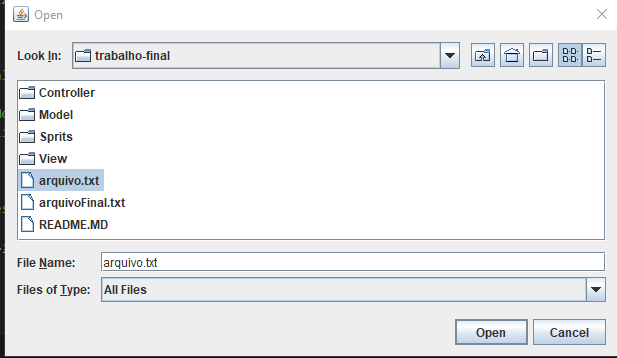 Open
Look In: trabalho-final
Controller
Model
Sprits
View
arquivo.txt
arquivoFinal.txt
README.MD
File Name: arquivo.txt
Files of Type: All Files
Open Cancel